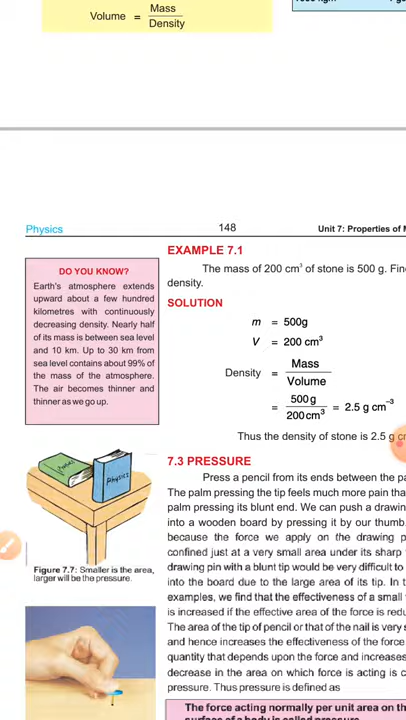 Volume = Mass
Density
Physics 148 Unit 7: Properties of
EXAMPLE 7.1
The mass of 200 cm³ of stone is 500 g.
density.
SOLUTION
m = 500g
V = 200 cm³
Density = Mass
Volume
= 500g
200cm³ = 2.5 g cm⁻³
Thus the density of stone is 2.5 g
DO YOU KNOW?
Earth's atmosphere extends
upward about a few hundred
kilometres with continuously
decreasing density. Nearly half
of its mass is between sea level
and 10 km. Up to 30 km from
sea level contains about 99% of
the mass of the atmosphere.
The air becomes thinner and
thinner as we go up.
Physics
Figure 7.7: Smaller is the area,
larger will be the pressure.
7.3 PRESSURE
Press a pencil from its ends between the
The palm pressing the tip feels much more pain
palm pressing its blunt end. We can push a
into a wooden board by pressing it by our thumb.
because the force we apply on the drawing
confined just at a very small area under its sharp
drawing pin with a blunt tip would be very difficult to
into the board due to the large area of its tip. In
examples, we find that the effectiveness of a small
is increased if the effective area of the force is
The area of the tip of pencil or that of the nail is very
and hence increases the effectiveness of the force.
quantity that depends upon the force and increases
decrease in the area on which force is acting is
pressure. Thus pressure is defined as
The force acting normally per unit area on
surface of a body is called pressure